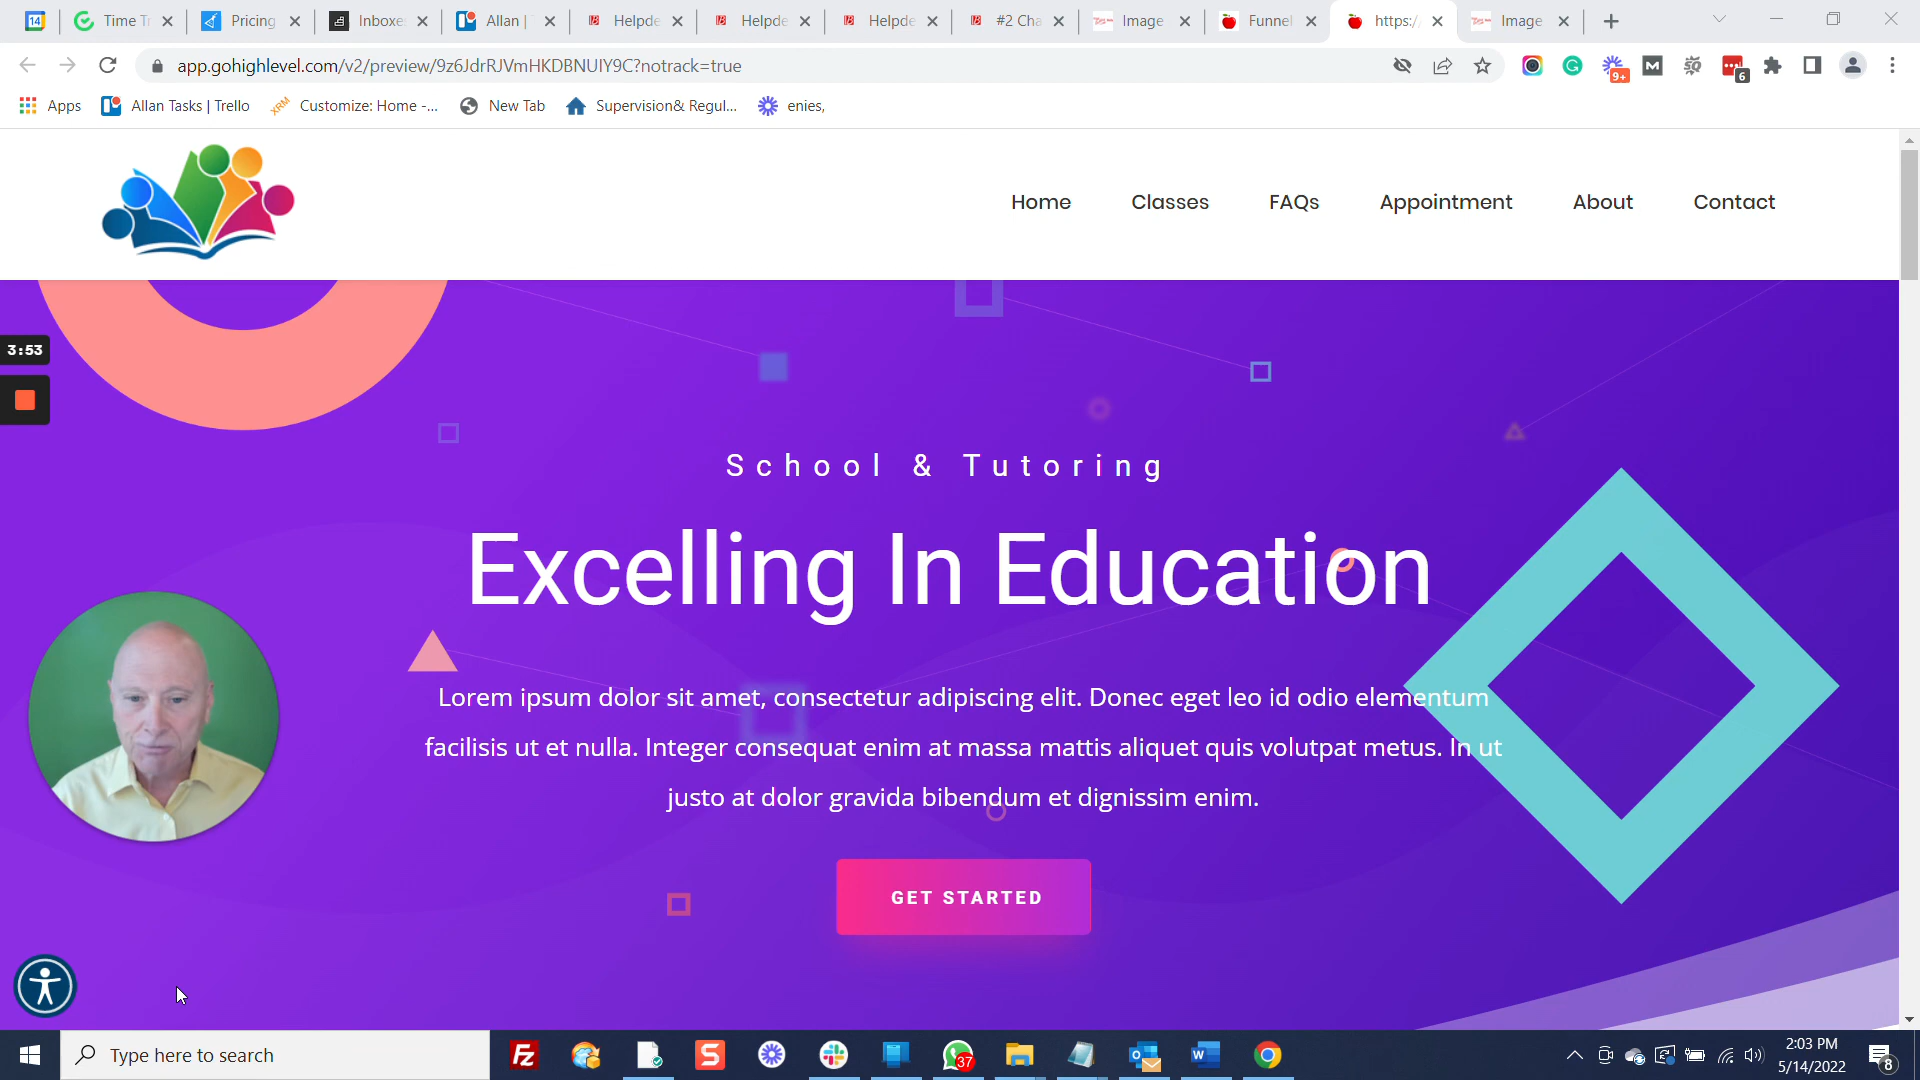 14
Time Tr
Pricing
Inboxe
Allan |
Helpde
Helpde
Helpde
#2 Cha
Image
Funnel
https:/
Image
app.gohighlevel.com/v2/preview/9z6JdrRJVmHKDBNUIY9C?notrack=true
9+
6
Apps
Allan Tasks | Trello
Customize: Home -...
New Tab
Supervision& Regul...
enies,
Home
Classes
FAQs
Appointment
About
Contact
3:53
School & Tutoring
Excelling In Education
Lorem ipsum dolor sit amet, consectetur adipiscing elit. Donec eget leo id odio elementum
facilisis ut et nulla. Integer consequat enim at massa mattis aliquet quis volutpat metus. In ut
justo at dolor gravida bibendum et dignissim enim.
GET STARTED
Type here to search
37
2:03 PM
5/14/2022
8